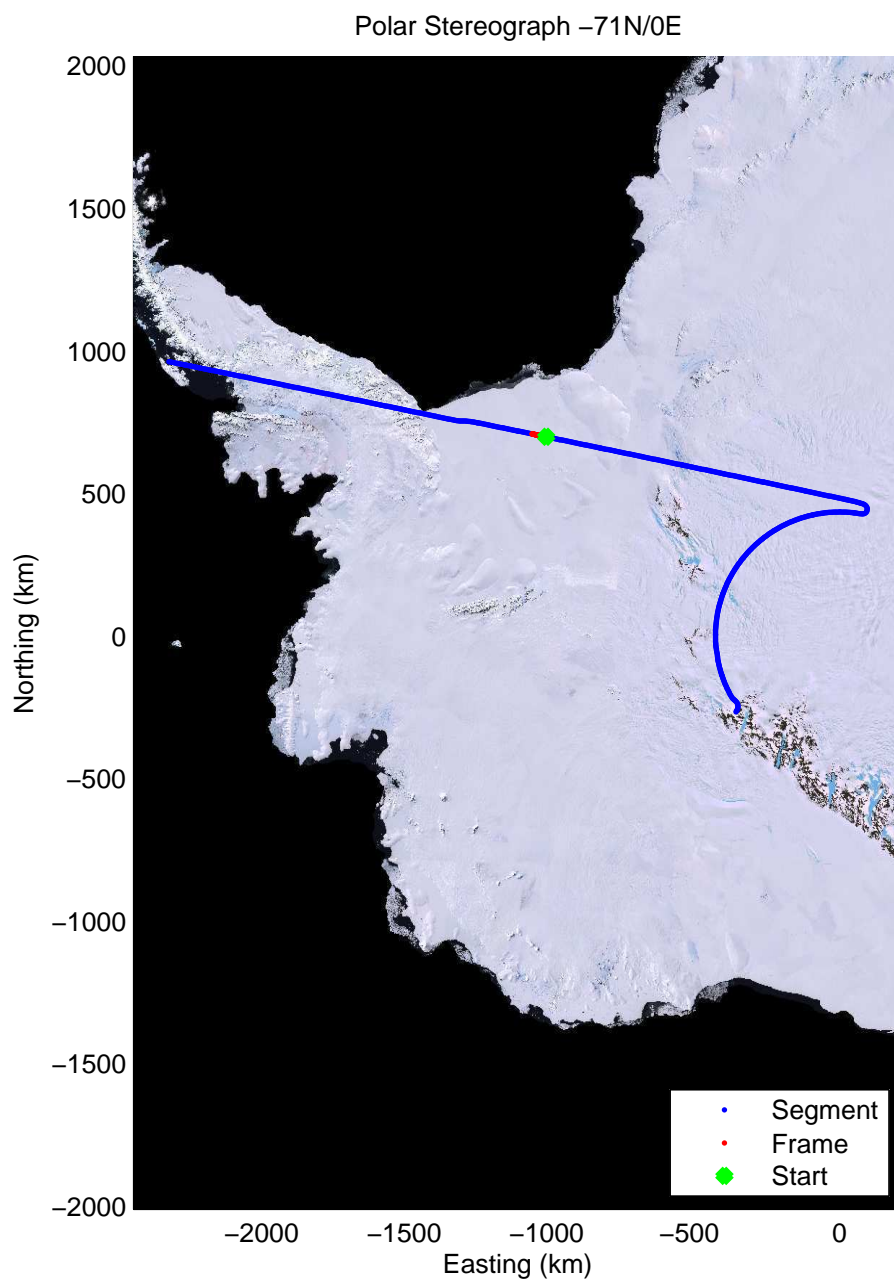 Polar Stereograph −71N/0E
2000
1500
1000
500
0
−500
−1000
−1500
−2000
Northing (km)
−2000 −1500 −1000 −500 0
Easting (km)
Segment
Frame
Start